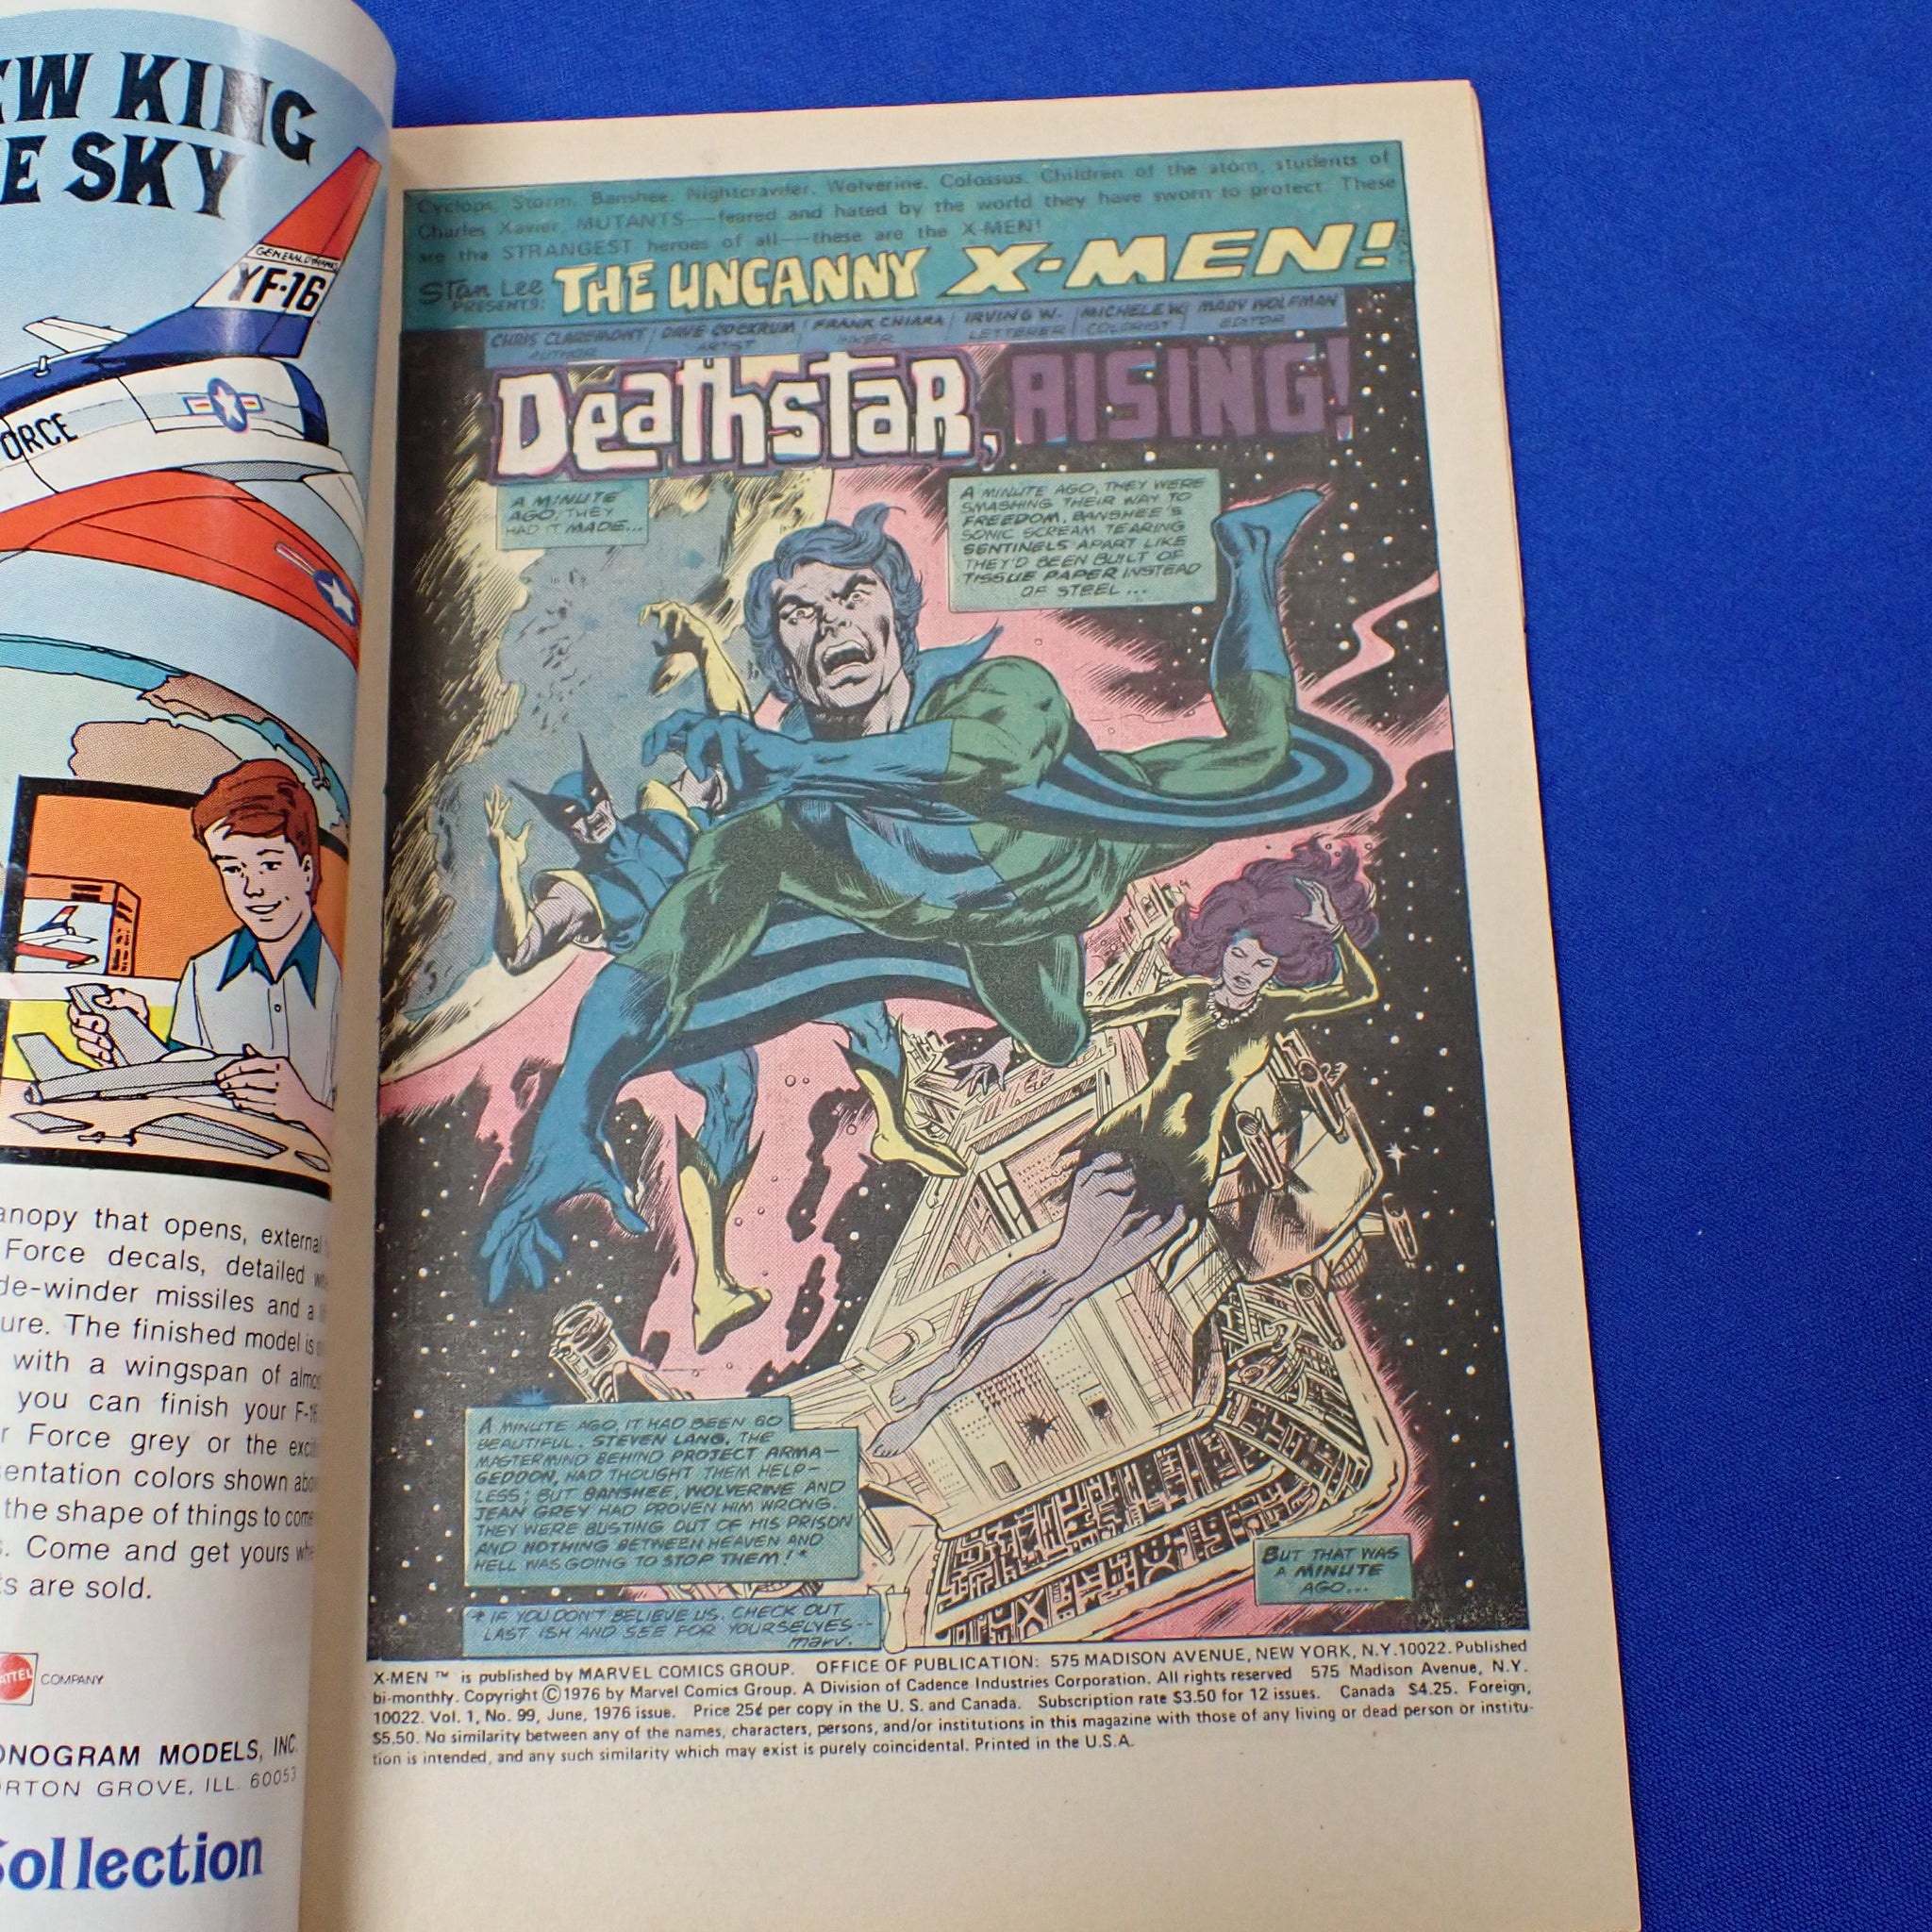 KING
E SKY
GENERAL DYNAMICS
YF-16
ORCE
that opens, external
Force decals, detailed
de-winder missiles and a
ure. The finished model is
with a wingspan of
you can finish your
Force grey or the
colors shown
the shape of things to come
Come and get yours
are sold.
COMPANY
MODELS, INC.
GROVE, ILL. 60053
Cyclops. Storm. Banshee. Nightcrawler. Wolverine. Colossus. Children of the atom, students of
Charles Xavier, MUTANTS—feared and hated by the world they have sworn to protect. These
are the STRANGEST heroes of all—these are the X-MEN!
Stan Lee
PRESENTS:
THE UNCANNY X-MEN!
CHRIS CLAREMONT / DAVE COCKRUM / FRANK CHIARA / IRVING W. / MICHELE W. / MARV WOLFMAN
AUTHOR ARTIST INKER LETTERER COLORIST EDITOR
DEATHSTAR, RISING!
A MINUTE
AGO, THEY
HAD IT MADE...
A MINUTE AGO, THEY WERE
SMASHING THEIR WAY TO
FREEDOM, BANSHEE'S
SONIC SCREAM TEARING
SENTINELS APART LIKE
THEY'D BEEN BUILT OF
TISSUE PAPER INSTEAD
OF STEEL...
A MINUTE AGO, IT HAD BEEN SO
BEAUTIFUL. STEVEN LANG, THE
MASTERMIND BEHIND PROJECT ARMA-
GEDDON, HAD THOUGHT THEM HELP-
LESS; BUT BANSHEE, WOLVERINE AND
JEAN GREY HAD PROVEN HIM WRONG.
THEY WERE BUSTING OUT OF HIS PRISON
AND NOTHING BETWEEN HEAVEN AND
HELL WAS GOING TO STOP THEM!*
* IF YOU DON'T BELIEVE US, CHECK OUT
LAST ISH AND SEE FOR YOURSELVES--
marv.
BUT THAT WAS
A MINUTE
AGO...
X-MEN ™ is published by MARVEL COMICS GROUP. OFFICE OF PUBLICATION: 575 MADISON AVENUE, NEW YORK, N.Y. 10022. Published
bi-monthly. Copyright ©1976 by Marvel Comics Group. A Division of Cadence Industries Corporation. All rights reserved 575 Madison Avenue, N.Y.
10022. Vol. 1, No. 99, June, 1976 issue. Price 25¢ per copy in the U. S. and Canada. Subscription rate $3.50 for 12 issues. Canada $4.25. Foreign,
$5.50. No similarity between any of the names, characters, persons, and/or institutions in this magazine with those of any living or dead person or institu-
tion is intended, and any such similarity which may exist is purely coincidental. Printed in the U.S.A.